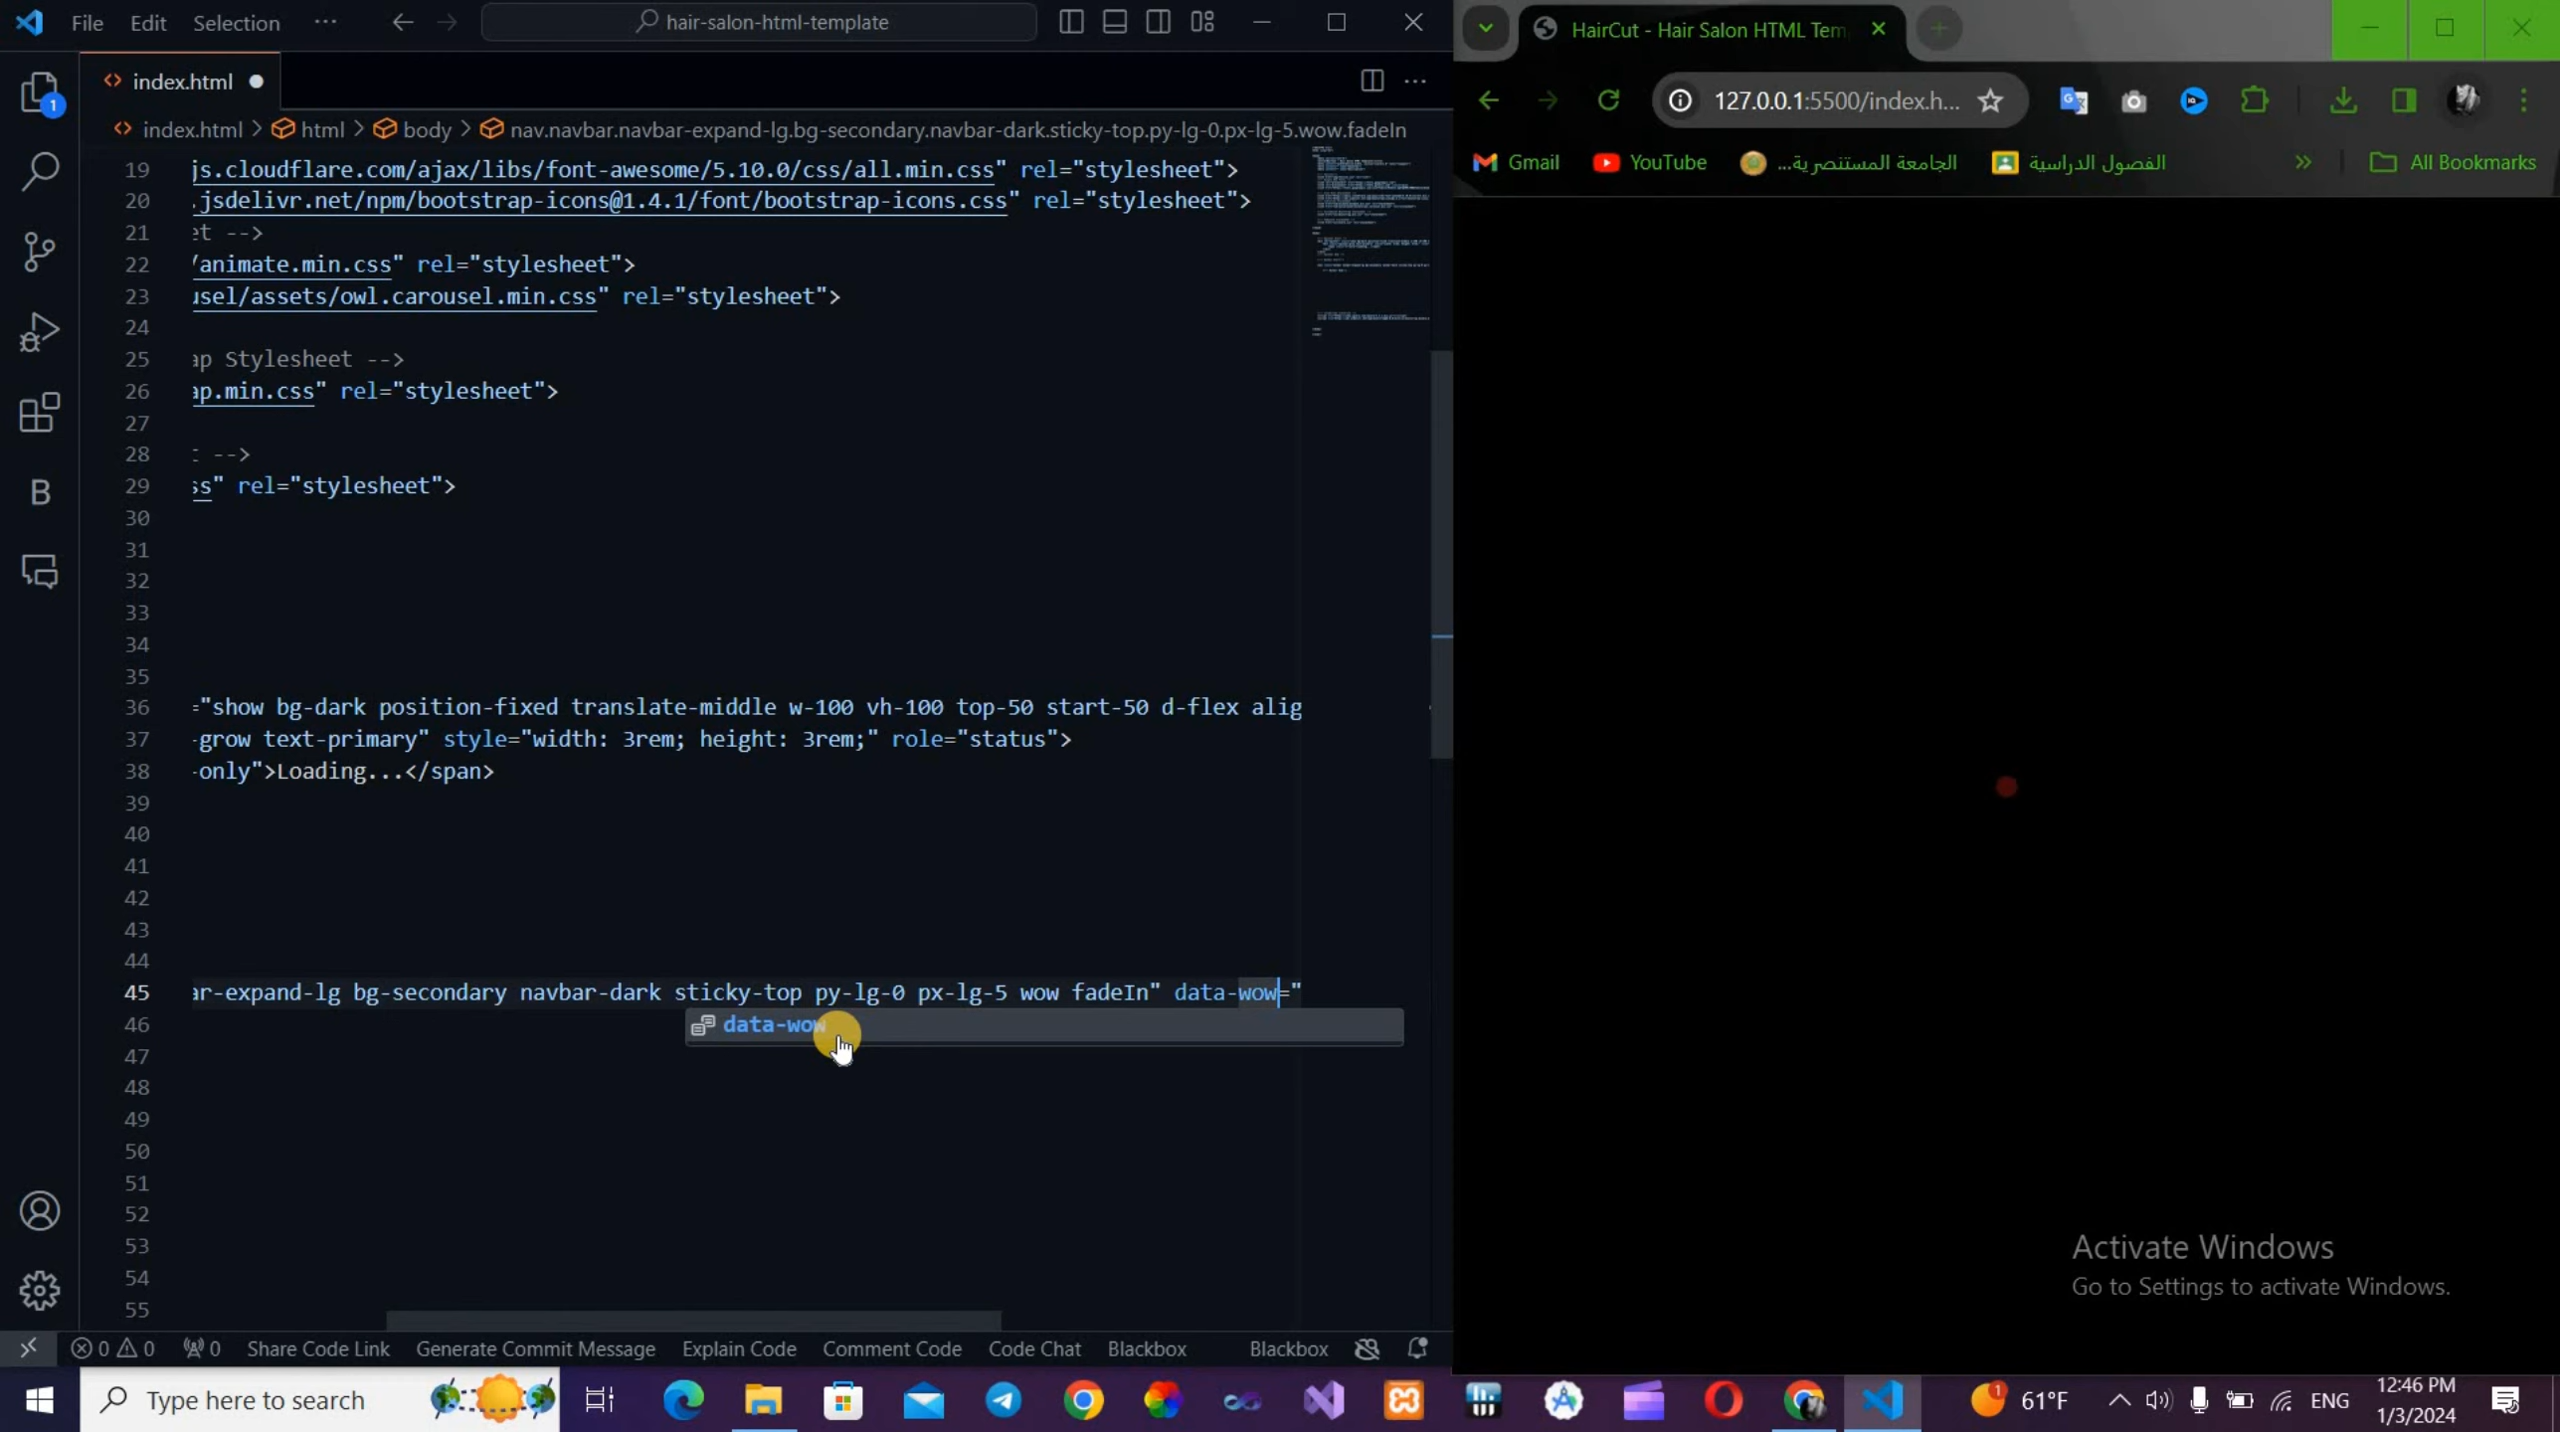 File Edit Selection ··· hair-salon-html-template
index.html
index.html > html > body > nav.navbar.navbar-expand-lg.bg-secondary.navbar-dark.sticky-top.py-lg-0.px-lg-5.wow.fadeIn
19 js.cloudflare.com/ajax/libs/font-awesome/5.10.0/css/all.min.css" rel="stylesheet">
20 .jsdelivr.net/npm/bootstrap-icons@1.4.1/font/bootstrap-icons.css" rel="stylesheet">
21 et -->
22 /animate.min.css" rel="stylesheet">
23 usel/assets/owl.carousel.min.css" rel="stylesheet">
24
25 ap Stylesheet -->
26 ap.min.css" rel="stylesheet">
27
28 t -->
29 ss" rel="stylesheet">
30
31
32
33
34
35
36 ="show bg-dark position-fixed translate-middle w-100 vh-100 top-50 start-50 d-flex alig
37 -grow text-primary" style="width: 3rem; height: 3rem;" role="status">
38 -only">Loading...</span>
39
40
41
42
43
44
45 ar-expand-lg bg-secondary navbar-dark sticky-top py-lg-0 px-lg-5 wow fadeIn" data-wow="
46 data-wow
47
48
49
50
51
52
53
54
55
1
B
0 0 0 Share Code Link Generate Commit Message Explain Code Comment Code Code Chat Blackbox Blackbox
HairCut - Hair Salon HTML Tem
127.0.0.1:5500/index.h...
Gmail YouTube الجامعة المستنصرية... الفصول الدراسية » All Bookmarks
Activate Windows
Go to Settings to activate Windows.
Type here to search
1 61°F ENG 12:46 PM
1/3/2024